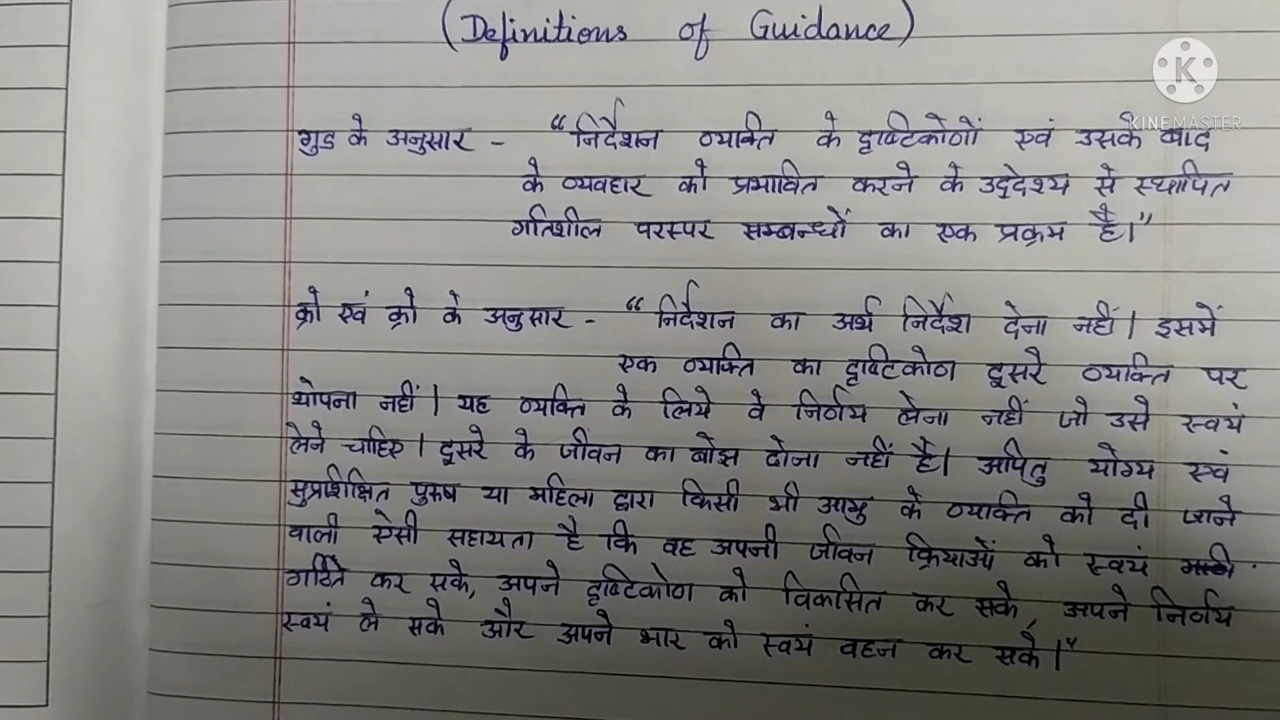 (Definitions of Guidance)
K
KINEMASTER
गुड के अनुसार - “निर्देशन व्यक्ति के दृष्टिकोणों एवं उसके बाद
के व्यवहार को प्रभावित करने के उद्देश्य से स्थापित
गतिशील परस्पर सम्बन्धों का एक प्रक्रम है।”
क्रो एवं क्रो के अनुसार - “निर्देशन का अर्थ निर्देश देना नहीं। इसमें
एक व्यक्ति का दृष्टिकोण दूसरे व्यक्ति पर
थोपना नहीं। यह व्यक्ति के लिये वे निर्णय लेना नहीं जो उसे स्वयं
लेने चाहिए। दूसरे के जीवन का बोझ ढोना नहीं है। अपितु योग्य एवं
सुप्रशिक्षित पुरुष या महिला द्वारा किसी भी आयु के व्यक्ति को दी जाने
वाली ऐसी सहायता है कि वह अपनी जीवन क्रियाओं को स्वयं
गठित कर सके, अपने दृष्टिकोण को विकसित कर सके, अपने निर्णय
स्वयं ले सके और अपने भार को स्वयं वहन कर सके।”